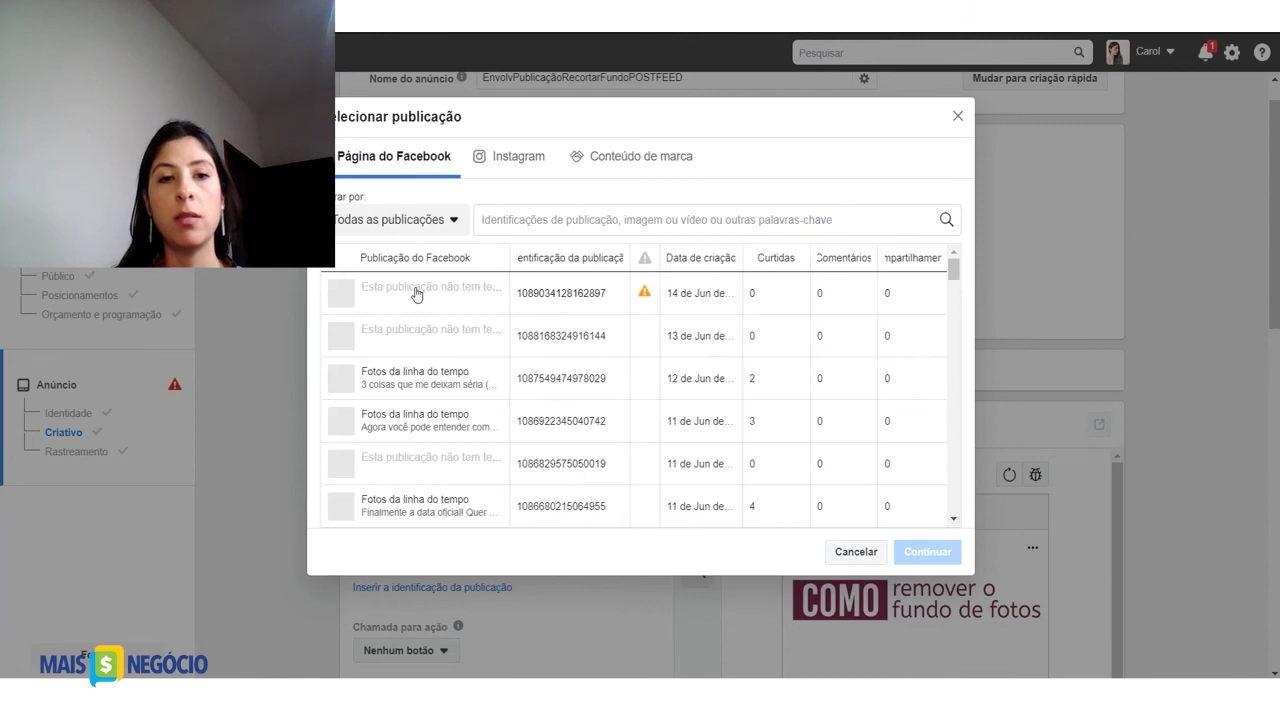 Pesquisar
Carol
1
Nome do anúncio
EnvolvPublicaçãoRecortarFundoPOSTFEED
Mudar para criação rápida
elecionar publicação
Página do Facebook
Instagram
Conteúdo de marca
rar por:
Todas as publicações
Identificações de publicação, imagem ou vídeo ou outras palavras-chave
Publicação do Facebook
entificação da publicaçã
Data de criação
Curtidas
Comentários
mpartilhamer
Esta publicação não tem te...
1089034128162897
14 de Jun de...
0
0
0
Esta publicação não tem te...
1088168324916144
13 de Jun de...
0
0
0
Fotos da linha do tempo
3 coisas que me deixam séria (...
1087549474978029
12 de Jun de...
2
0
0
Fotos da linha do tempo
Agora você pode entender com...
1086922345040742
11 de Jun de...
3
0
0
Esta publicação não tem te...
1086829575050019
11 de Jun de...
0
0
0
Fotos da linha do tempo
Finalmente a data oficial! Quer ...
1086680215064955
11 de Jun de...
4
0
0
Cancelar
Continuar
Público
Posicionamentos
Orçamento e programação
Anúncio
Identidade
Criativo
Rastreamento
Inserir a identificação da publicação
Chamada para ação
Nenhum botão
COMO remover o
fundo de fotos
MAIS $ NEGÓCIO